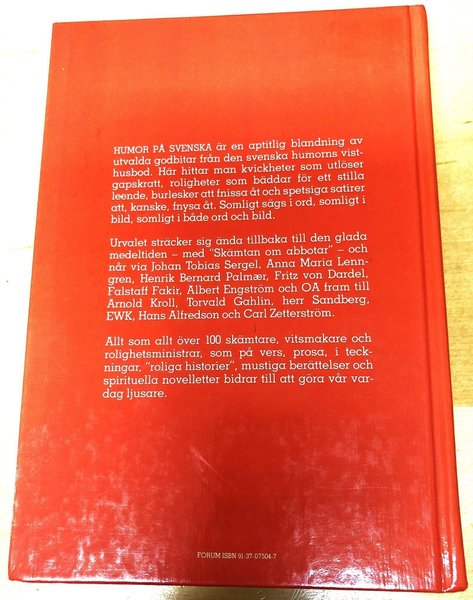 HUMOR PÅ SVENSKA är en aptitlig blandning av
utvalda godbitar från den svenska humorns vist-
husbod. Här hittar man kvickheter som utlöser
gapskratt, roligheter som bäddar för ett stilla
leende, burlesker att fnissa åt och spetsiga satirer
att, kanske, fnysa åt. Somligt sägs i ord, somligt i
bild, somligt i både ord och bild.
Urvalet sträcker sig ända tillbaka till den glada
medeltiden – med "Skämtan om abbotar" – och
når via Johan Tobias Sergel, Anna Maria Lenn-
gren, Henrik Bernard Palmær, Fritz von Dardel,
Falstaff Fakir, Albert Engström och OA fram till
Arnold Kroll, Torvald Gahlin, herr Sandberg,
EWK, Hans Alfredson och Carl Zetterström.
Allt som allt över 100 skämtare, vitsmakare och
rolighetsministrar, som på vers, prosa, i teck-
ningar, "roliga historier", mustiga berättelser och
spirituella novelletter bidrar till att göra vår var-
dag ljusare.
FORUM ISBN 91-37-07504-7